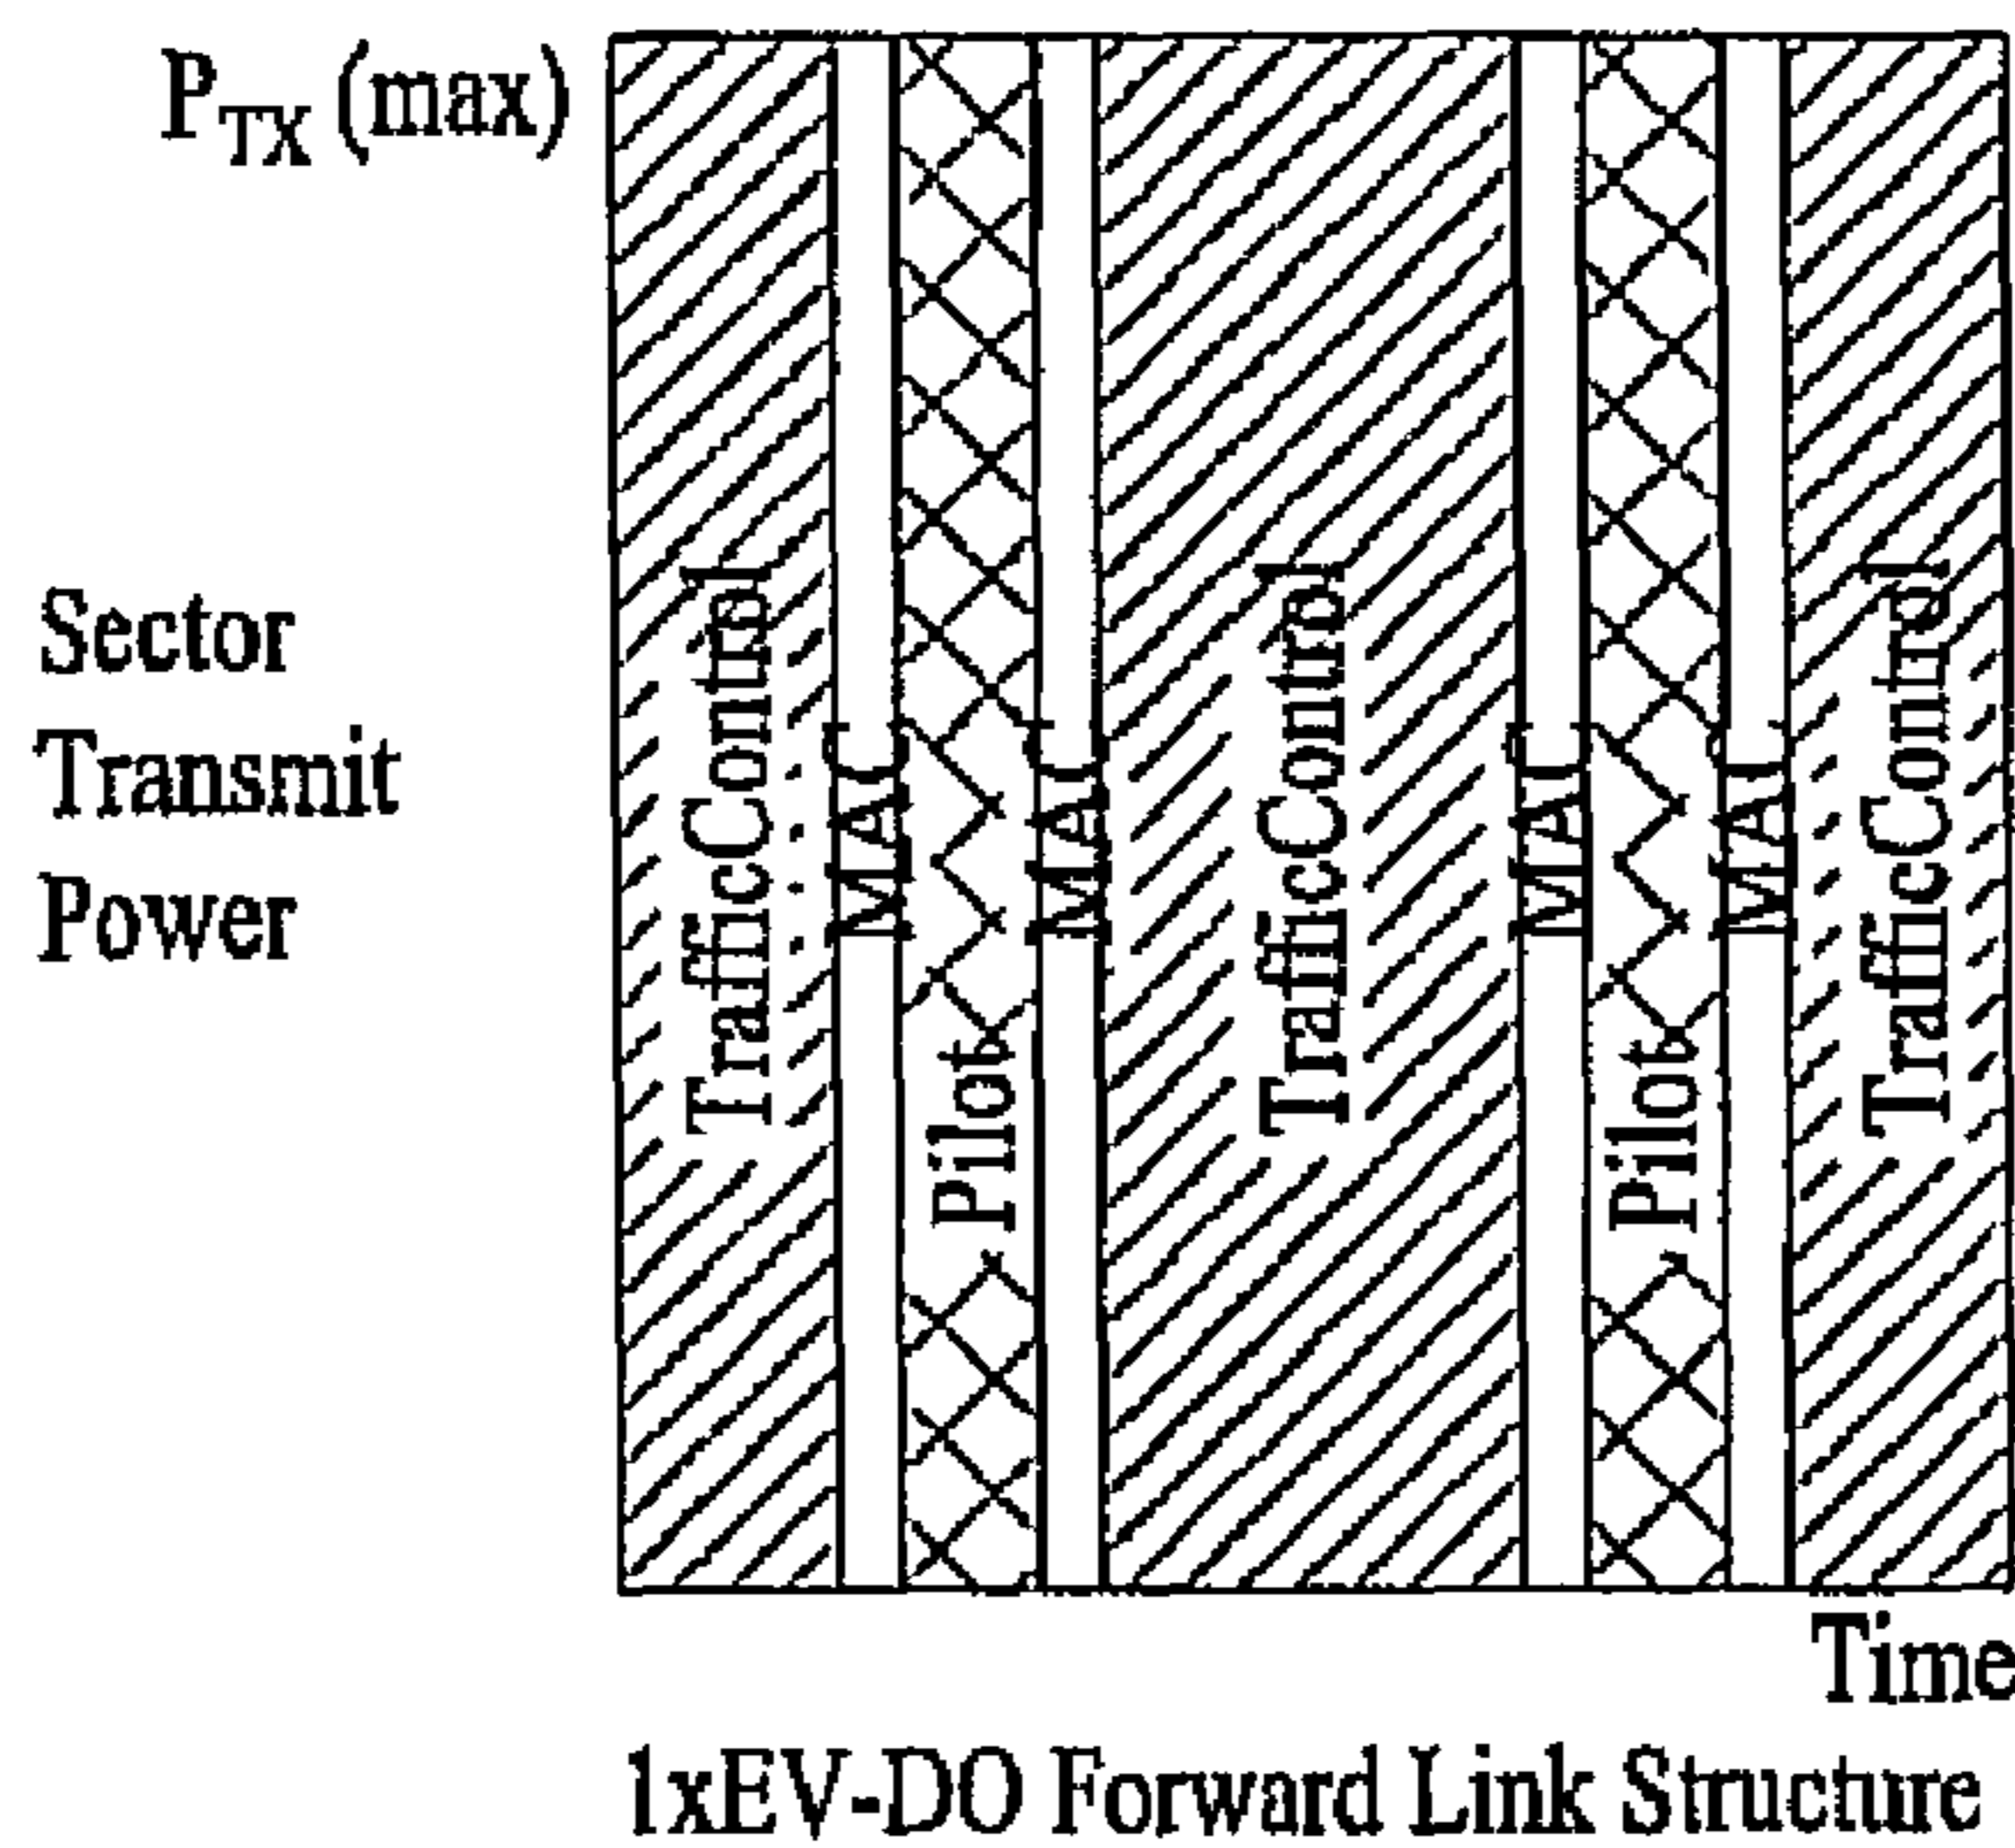 P_TX (max)
Sector
Transmit
Power
TrafficControl
MAC
Pilot
MAC
TrafficControl
MAC
Pilot
MAC
TrafficControl
Time
1xEV-DO Forward Link Structure